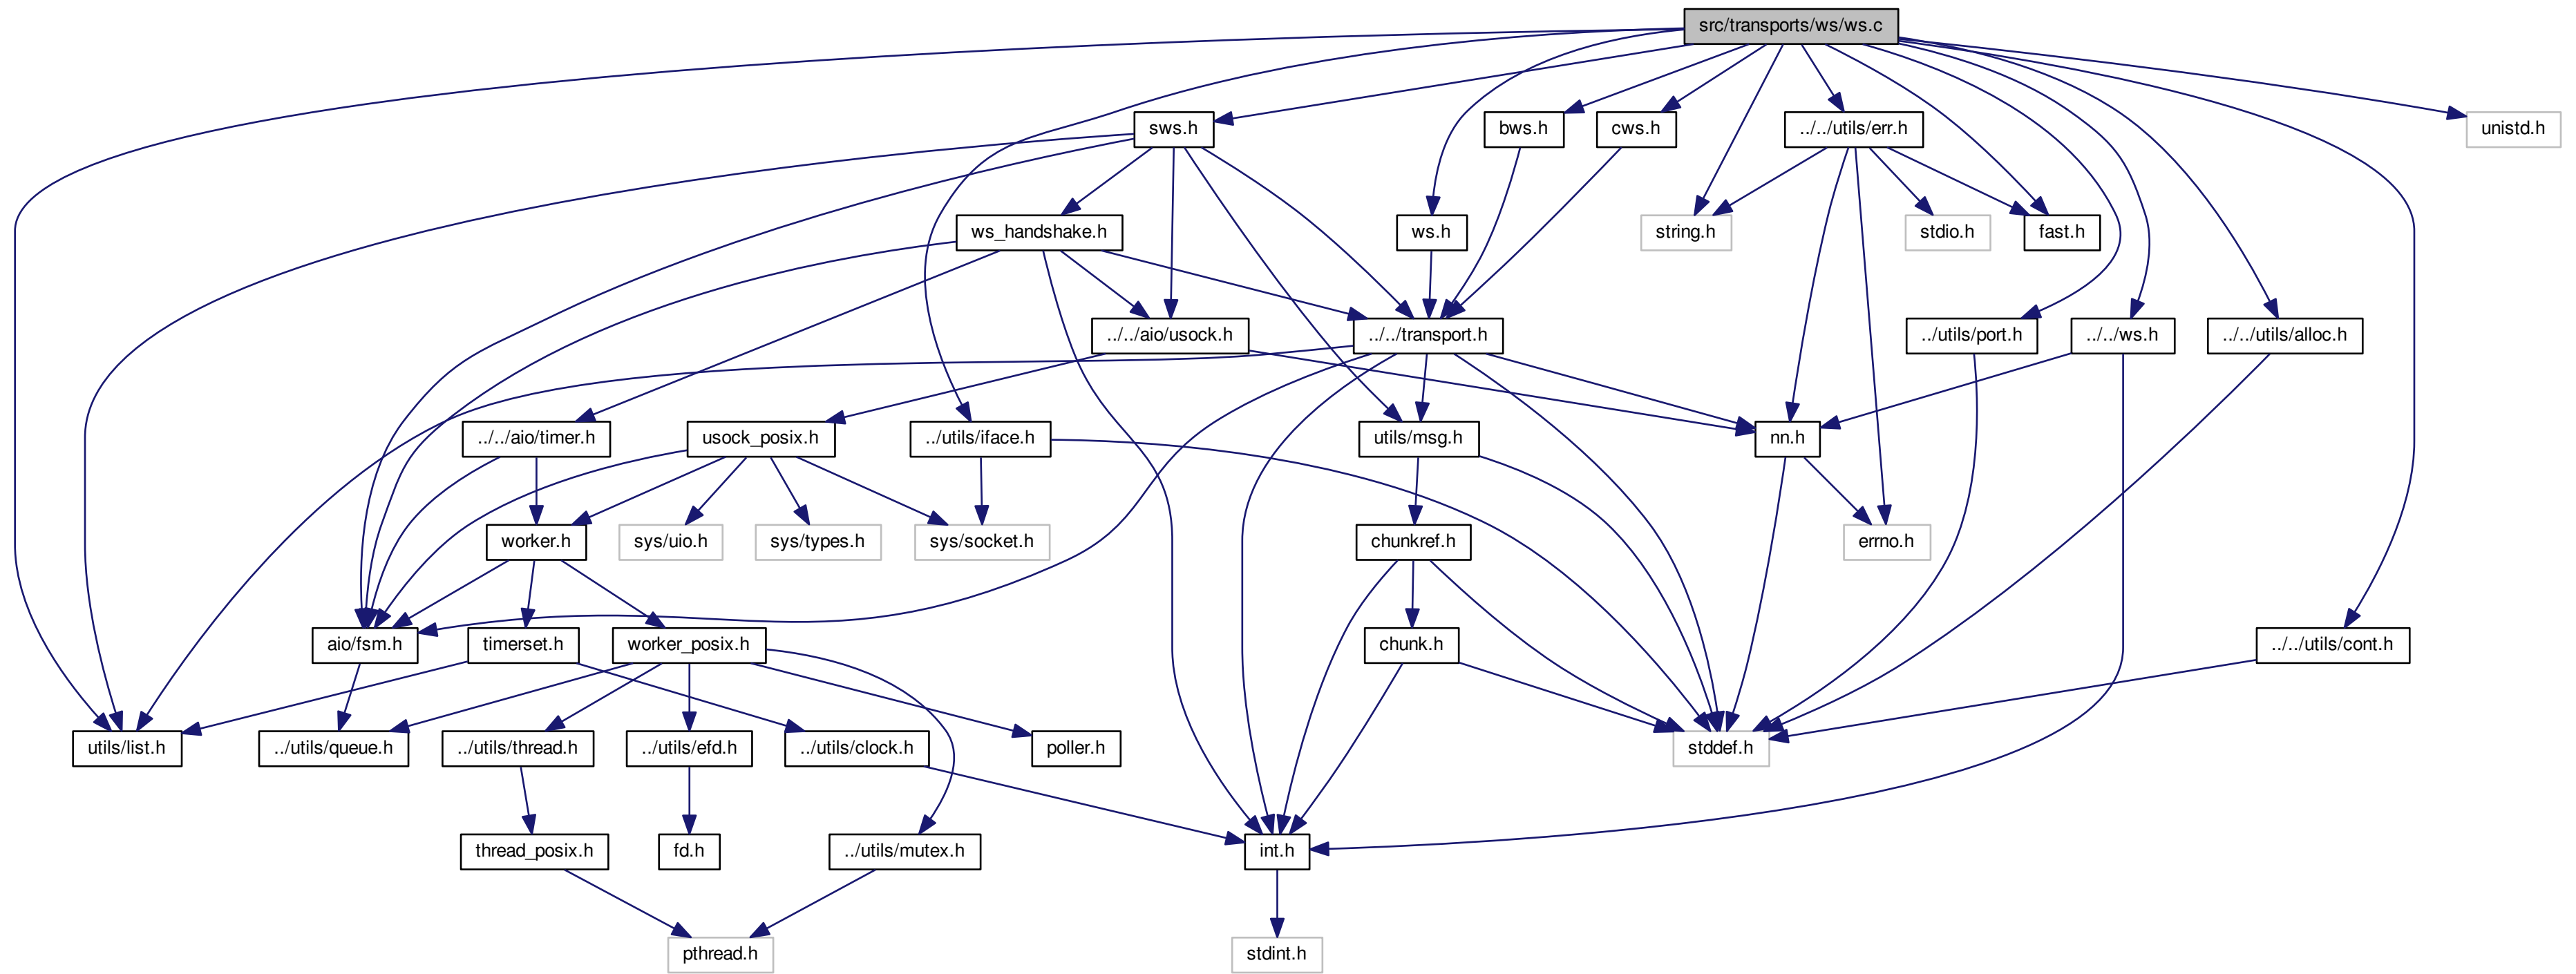 src/transports/ws/ws.c
sws.h
bws.h
cws.h
../../utils/err.h
unistd.h
ws_handshake.h
ws.h
string.h
stdio.h
fast.h
../../aio/usock.h
../../transport.h
../utils/port.h
../../ws.h
../../utils/alloc.h
../../aio/timer.h
usock_posix.h
../utils/iface.h
utils/msg.h
nn.h
worker.h
sys/uio.h
sys/types.h
sys/socket.h
chunkref.h
errno.h
aio/fsm.h
timerset.h
worker_posix.h
chunk.h
../../utils/cont.h
utils/list.h
../utils/queue.h
../utils/thread.h
../utils/efd.h
../utils/clock.h
poller.h
stddef.h
thread_posix.h
fd.h
../utils/mutex.h
int.h
pthread.h
stdint.h